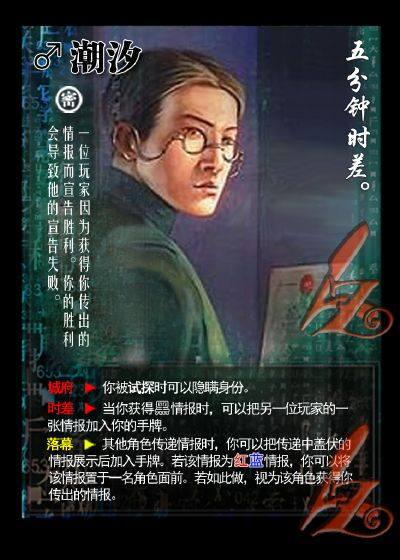 ♂潮汐
五分钟时差。
密
一位玩家因为获得你传出的
情报而宣告胜利。你的胜利
会导致他的宣告失败。
城府 ▶ 你被试探时可以隐瞒身份。
时差 ▶ 当你获得黑情报时，可以把另一位玩家的一
张情报加入你的手牌。
落幕 ▶ 其他角色传递情报时，你可以把传递中盖伏的
情报展示后加入手牌。若该情报为红蓝情报，你可以将
该情报置于一名角色面前。若如此做，视为该角色获得你
传出的情报。